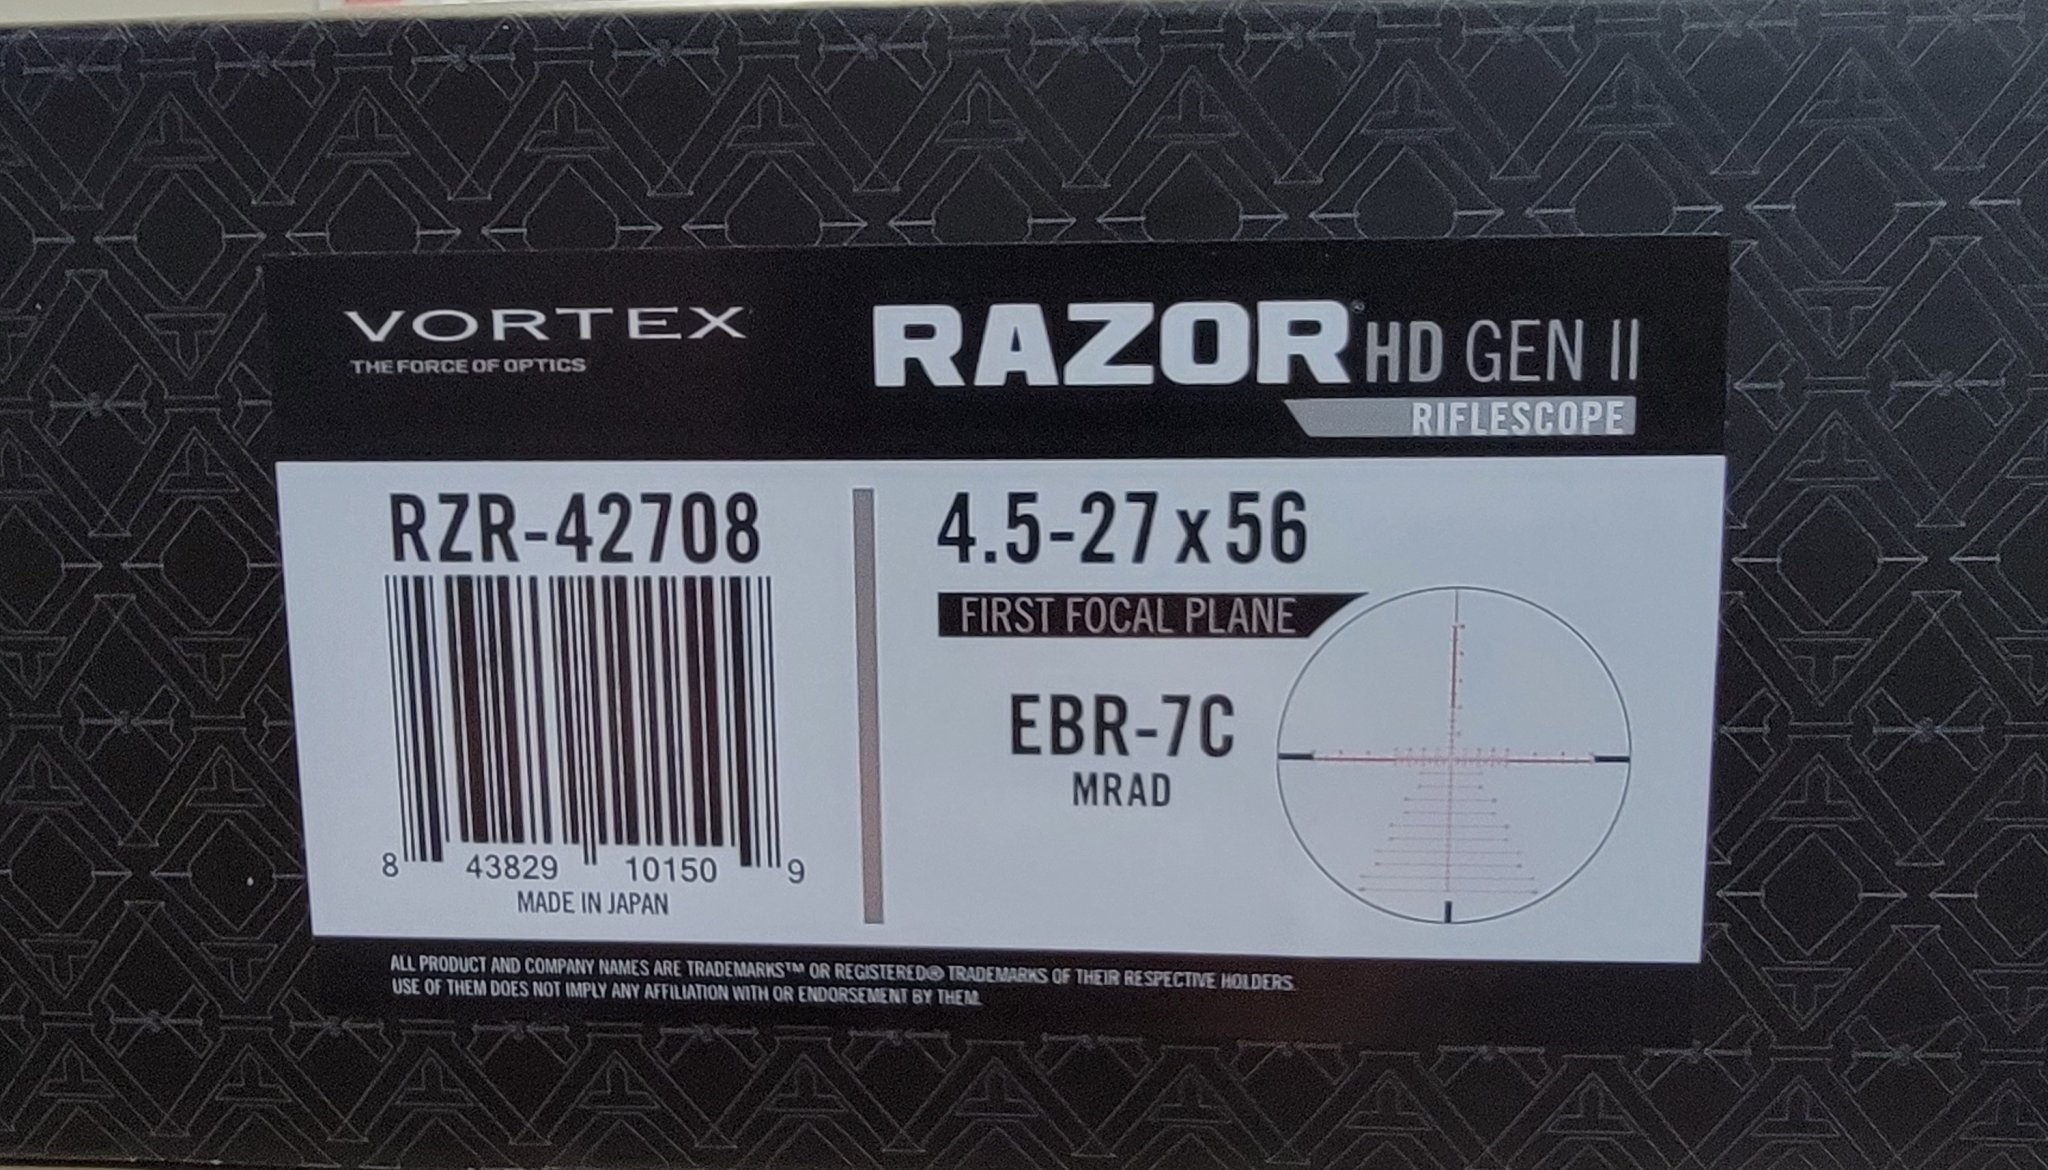 VORTEX
THE FORCE OF OPTICS
RAZOR® HD GEN II
RIFLESCOPE
RZR-42708
8 43829 10150 9
MADE IN JAPAN
4.5-27 x 56
FIRST FOCAL PLANE
EBR-7C
MRAD
ALL PRODUCT AND COMPANY NAMES ARE TRADEMARKS™ OR REGISTERED® TRADEMARKS OF THEIR RESPECTIVE HOLDERS.
USE OF THEM DOES NOT IMPLY ANY AFFILIATION WITH OR ENDORSEMENT BY THEM.